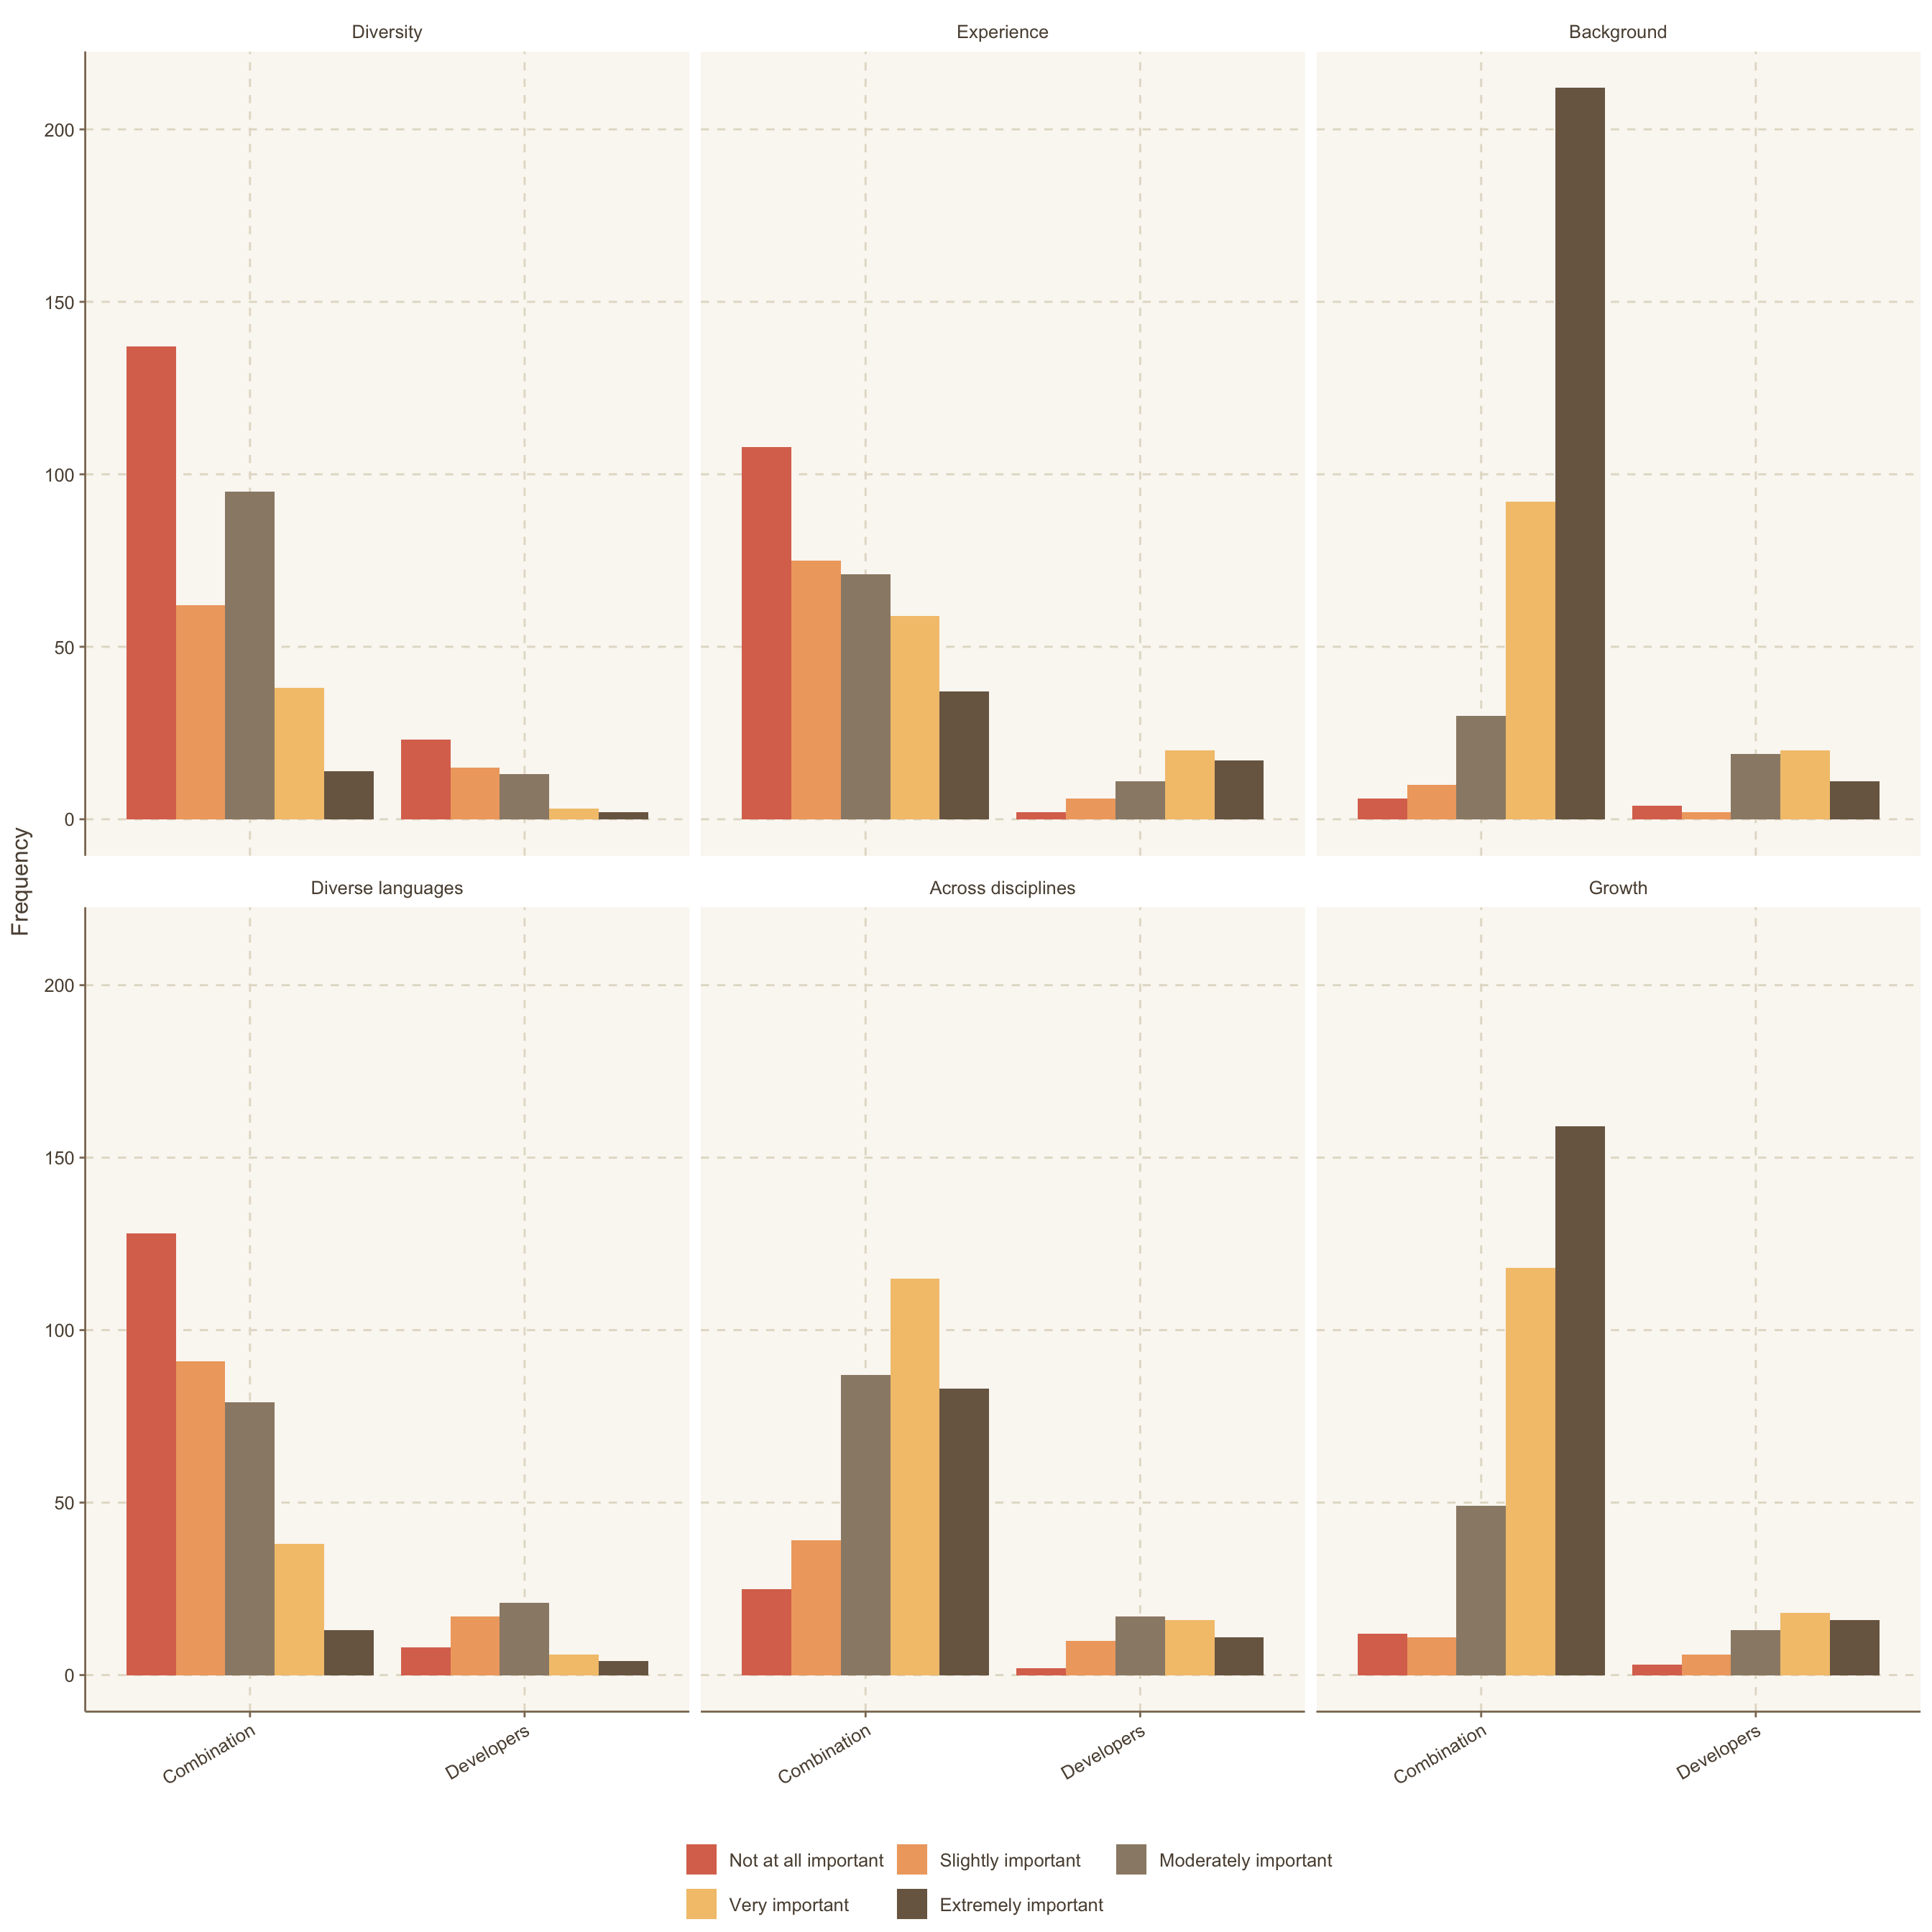 Diversity Experience Background
200
150
100
50
0
Frequency
Diverse languages Across disciplines Growth
200
150
100
50
0
Combination Developers Combination Developers Combination Developers
Not at all important Slightly important Moderately important
Very important Extremely important